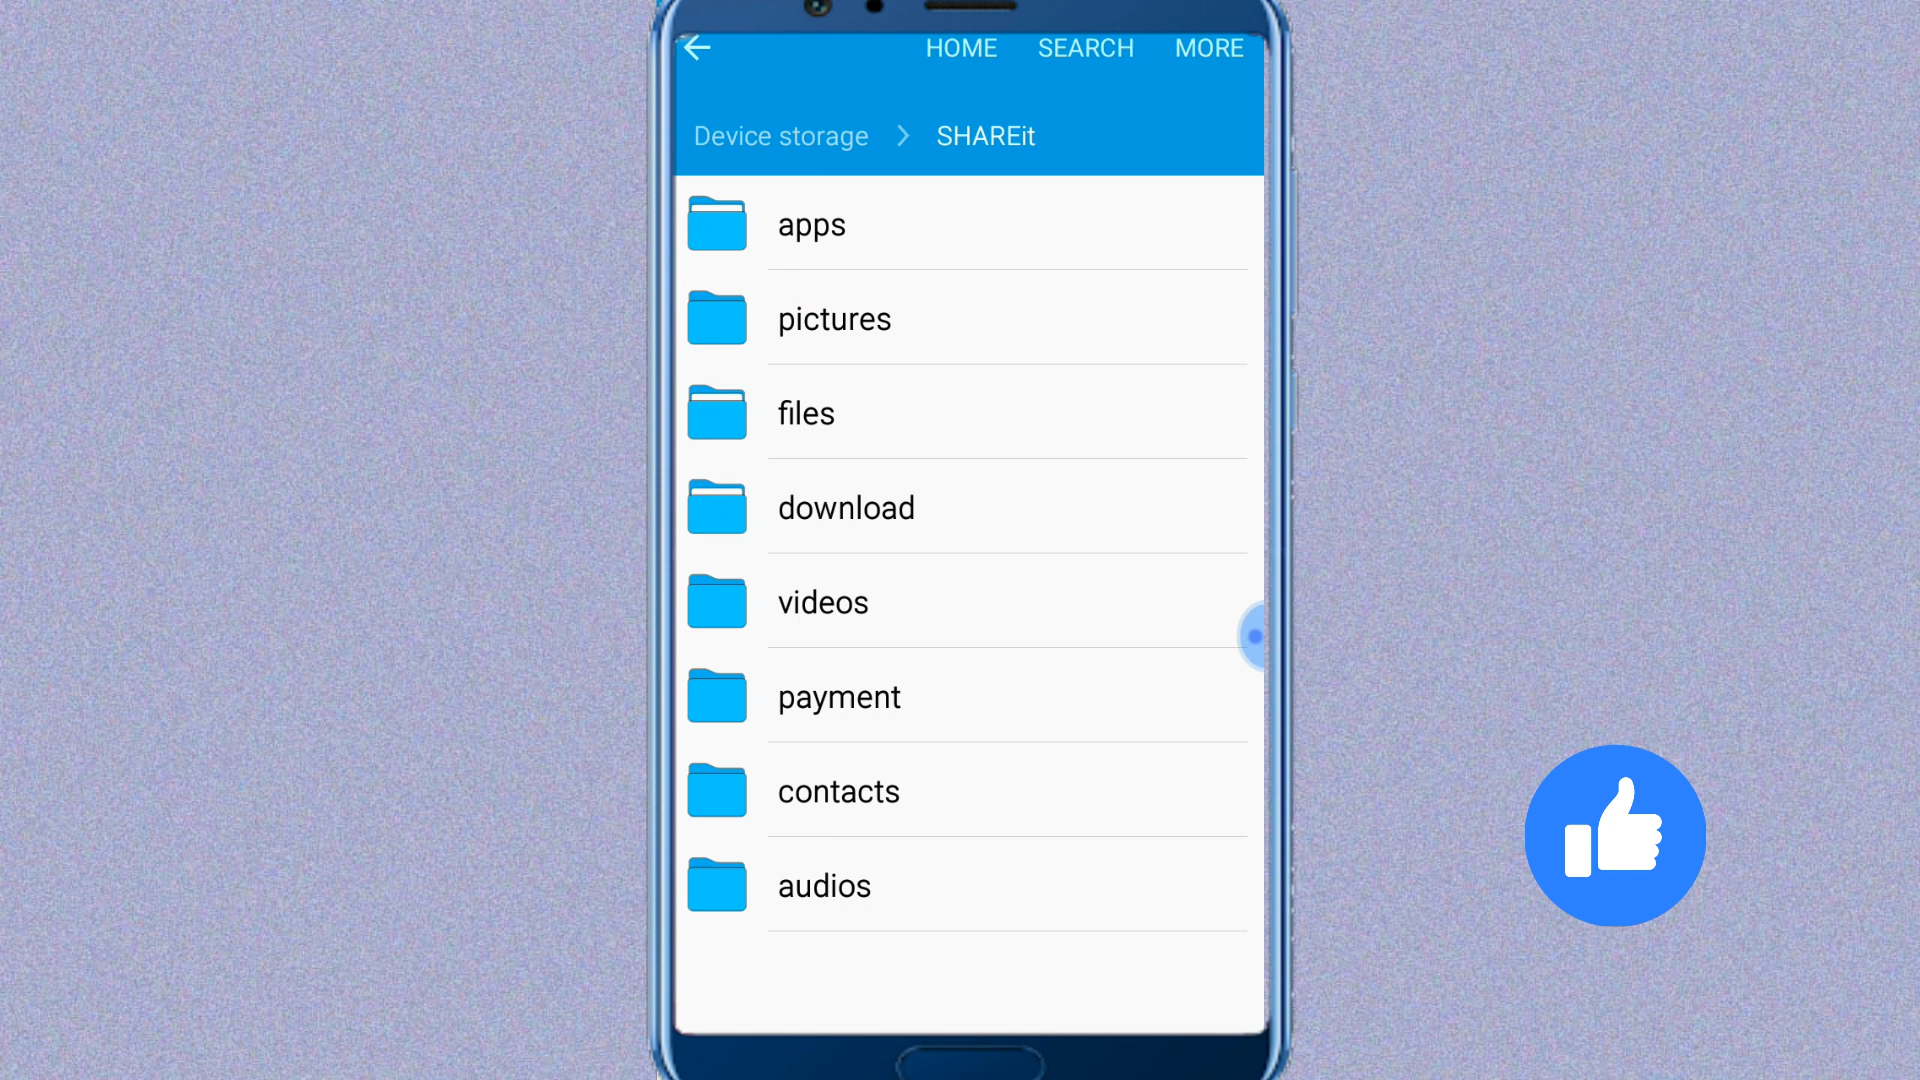 HOME SEARCH MORE
Device storage SHAREit
apps
pictures
files
download
videos
payment
contacts
audios